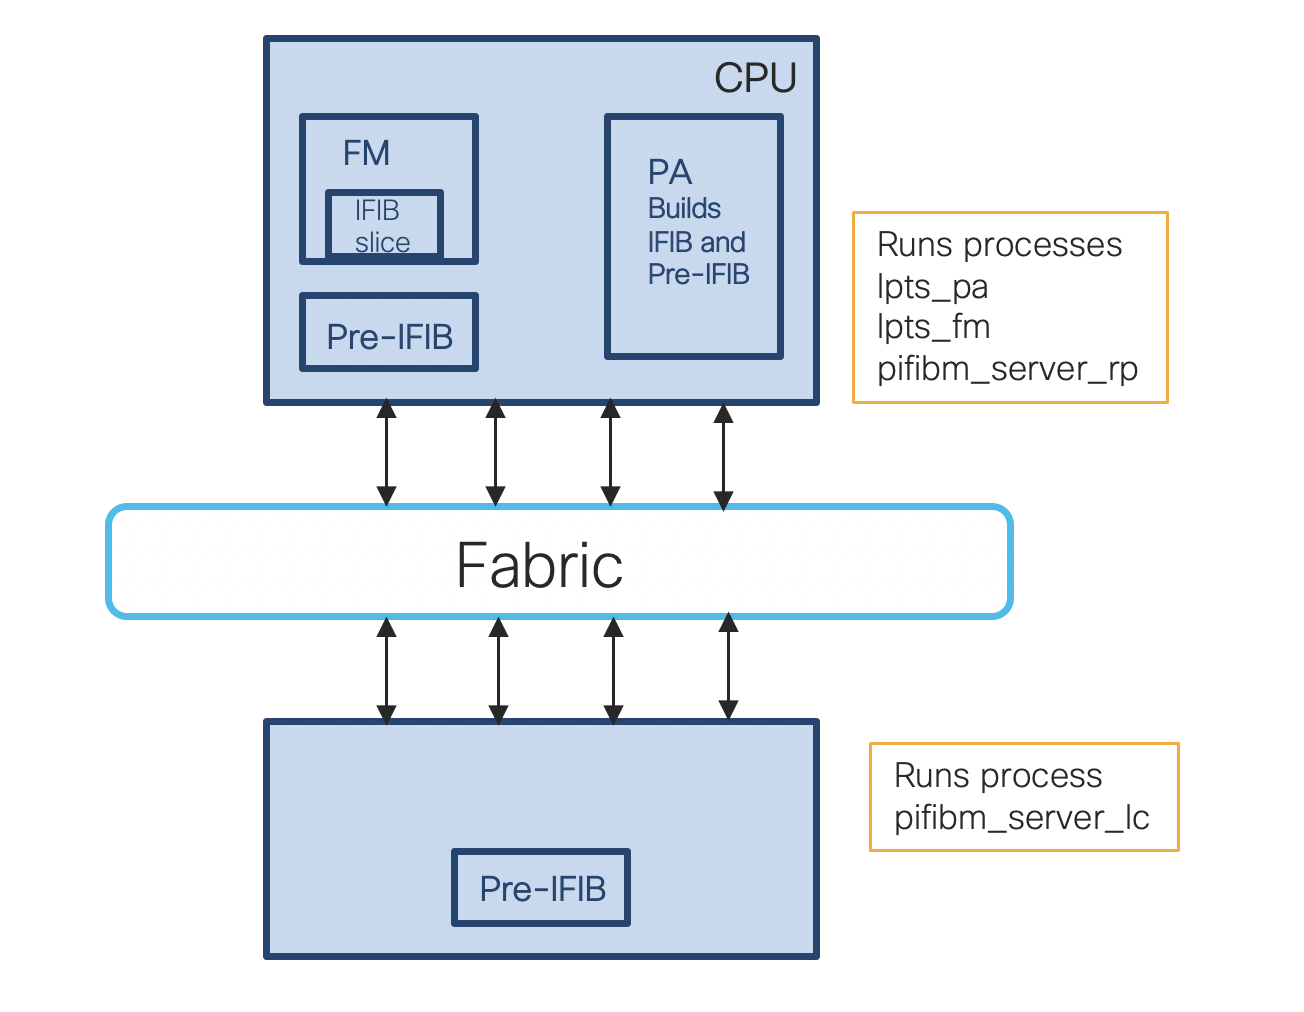 CPU
FM
IFIB
slice
Pre-IFIB
PA
Builds
IFIB and
Pre-IFIB
Runs processes
lpts_pa
lpts_fm
pifibm_server_rp
Fabric
Pre-IFIB
Runs process
pifibm_server_lc